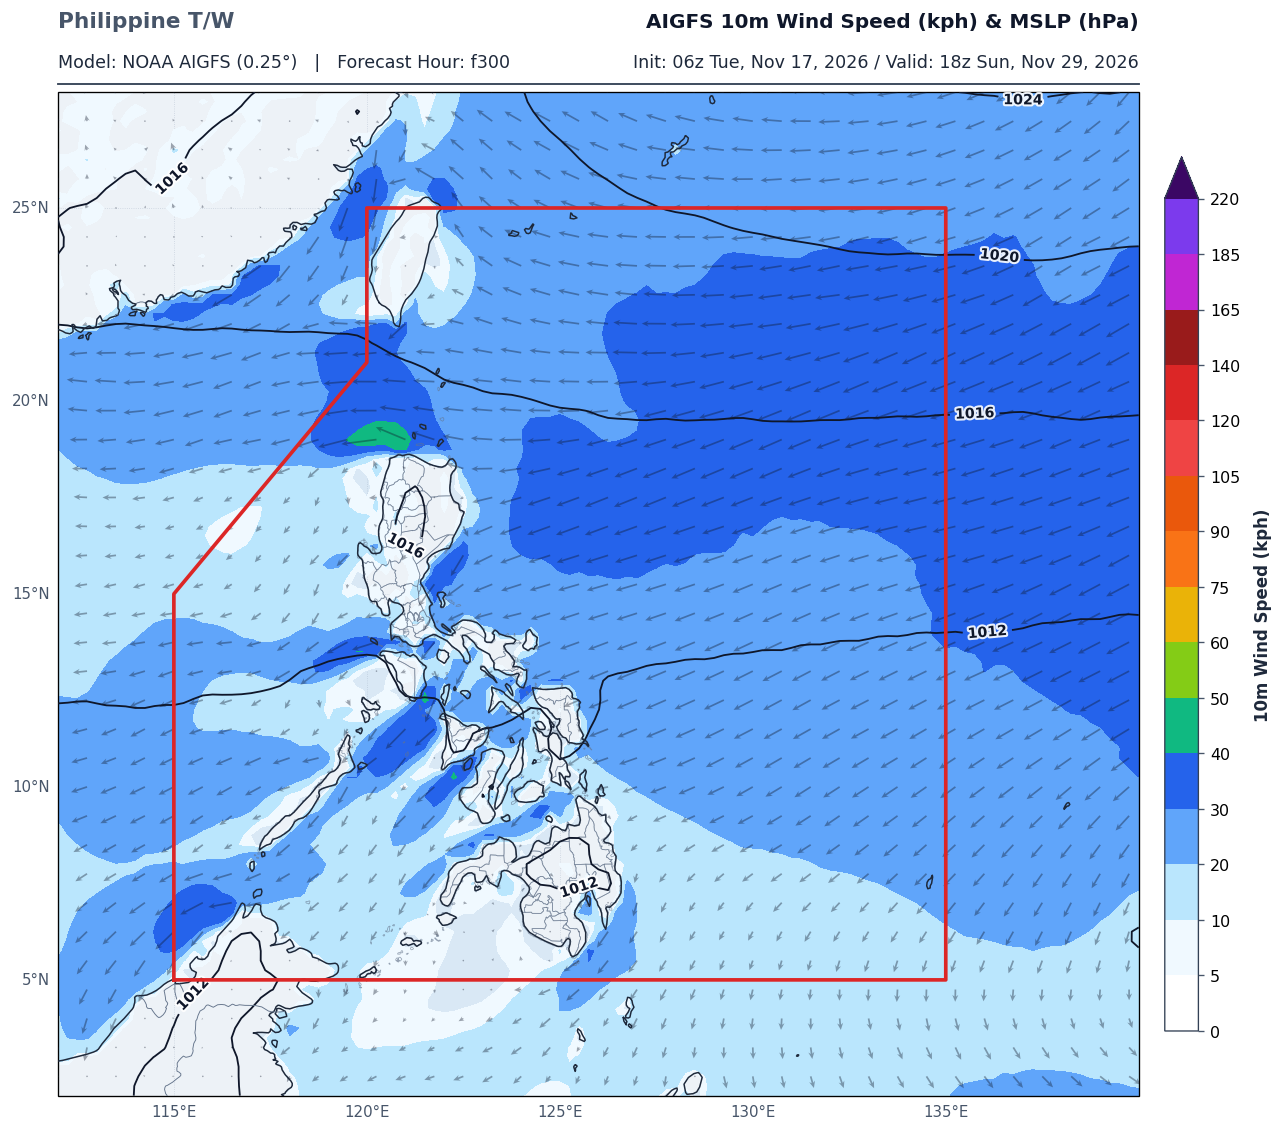 Philippine T/W
AIGFS 10m Wind Speed (kph) & MSLP (hPa)
Model: NOAA AIGFS (0.25°) | Forecast Hour: f300
Init: 06z Tue, Nov 17, 2026 / Valid: 18z Sun, Nov 29, 2026
1024
1016
25°N
1020
20°N
1016
1016
15°N
1012
10°N
1012
5°N
1012
115°E
120°E
125°E
130°E
135°E
220
185
165
140
120
105
90
75
60
50
40
30
20
10
5
0
10m Wind Speed (kph)